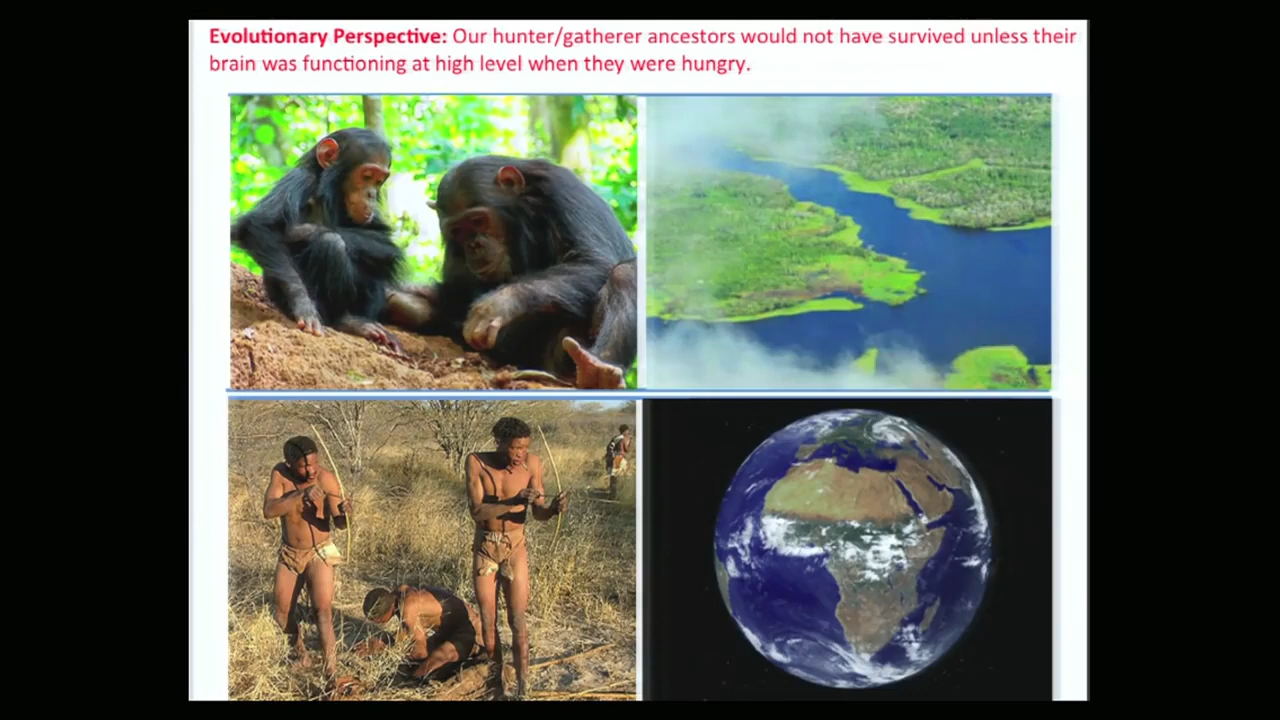 Evolutionary Perspective: Our hunter/gatherer ancestors would not have survived unless their
brain was functioning at high level when they were hungry.